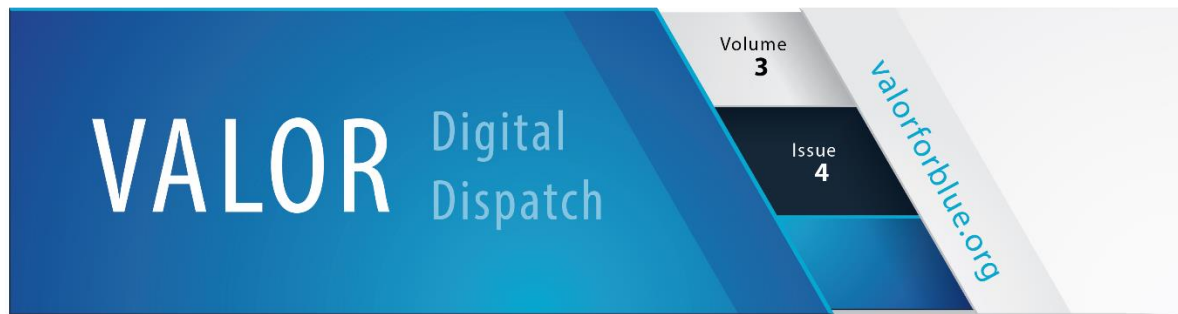 VALOR
Digital
Dispatch
Volume
3
Issue
4
valorforblue.org